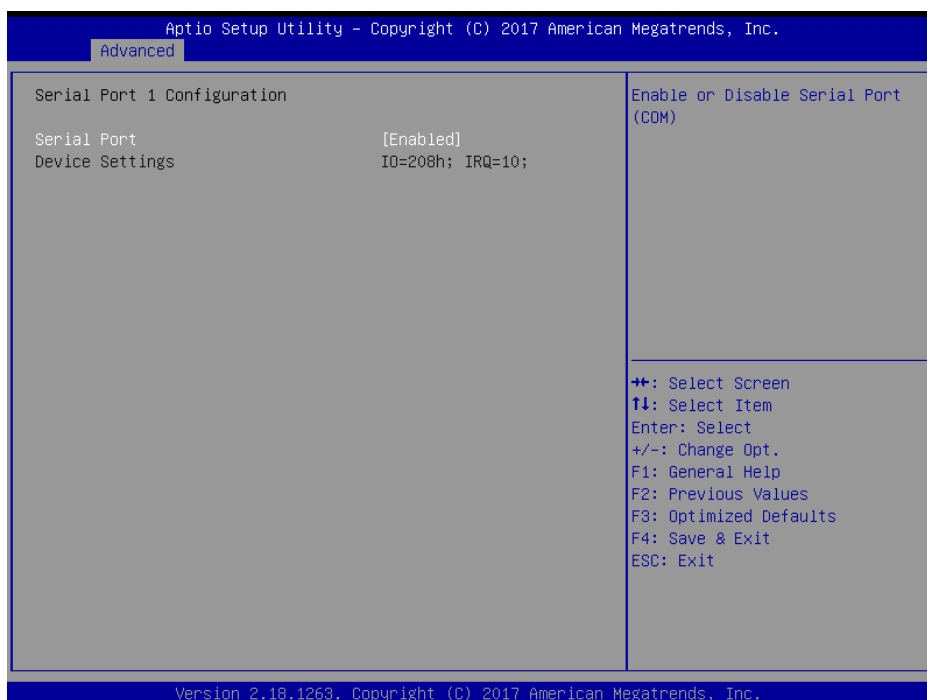 Aptio Setup Utility – Copyright (C) 2017 American Megatrends, Inc.
Advanced
Serial Port 1 Configuration
Serial Port [Enabled]
Device Settings IO=208h; IRQ=10;
Enable or Disable Serial Port
(COM)
→←: Select Screen
↑↓: Select Item
Enter: Select
+/-: Change Opt.
F1: General Help
F2: Previous Values
F3: Optimized Defaults
F4: Save & Exit
ESC: Exit
Version 2.18.1263. Copyright (C) 2017 American Megatrends, Inc.